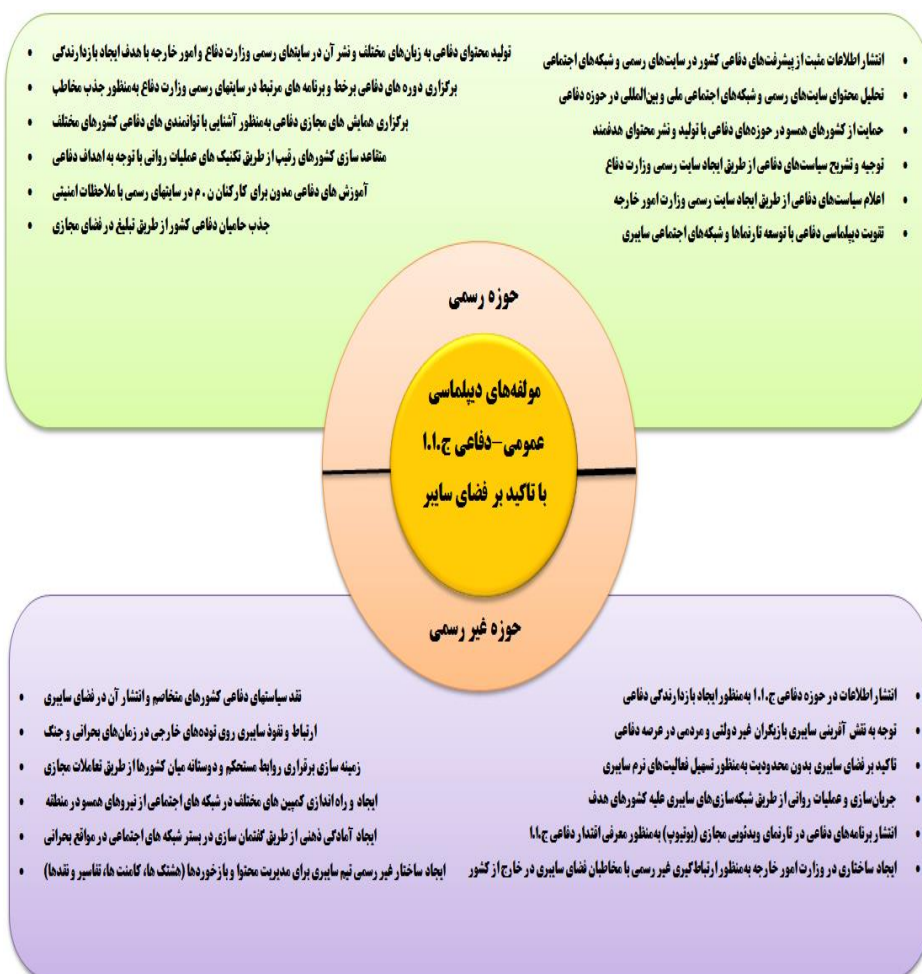 انتشار اطلاعات مثبت از پیشرفت‌های دفاعی کشور در سایت‌های رسمی و شبکه‌های اجتماعی
تحلیل محتوای سایت‌های رسمی و شبکه‌های اجتماعی ملی و بین‌المللی در حوزه دفاعی
حمایت از کشورهای همسو در حوزه‌های دفاعی با تولید و نشر محتوای هدفمند
توجیه و تشریح سیاست‌های دفاعی از طریق ایجاد سایت رسمی وزارت دفاع
اعلام سیاست‌های دفاعی از طریق ایجاد سایت رسمی وزارت امور خارجه
تقویت دیپلماسی دفاعی با توسعه تارنماها و شبکه‌های اجتماعی سایبری
تولید محتوای دفاعی به زبان‌های مختلف و نشر آن در سایتهای رسمی وزارت دفاع و امور خارجه با هدف ایجاد بازدارندگی
برگزاری دوره های دفاعی برخط و برنامه های مرتبط در سایتهای رسمی وزارت دفاع به‌منظور جذب مخاطب
برگزاری همایش های مجازی دفاعی به‌منظور آشنایی با توانمندی های دفاعی کشورهای مختلف
متقاعد سازی کشورهای رقیب از طریق تکنیک های عملیات روانی با توجه به اهداف دفاعی
آموزش های دفاعی مدون برای کارکنان ن . م در سایتهای رسمی با ملاحظات امنیتی
جذب حامیان دفاعی کشور از طریق تبلیغ در فضای مجازی
حوزه رسمی
مولفه‌های دیپلماسی
عمومی-دفاعی ج.ا.ا
با تاکید بر فضای سایبر
حوزه غیر رسمی
انتشار اطلاعات در حوزه دفاعی ج.ا.ا به‌منظور ایجاد بازدارندگی دفاعی
توجه به نقش آفرینی سایبری بازیگران غیر دولتی و مردمی در عرصه دفاعی
تاکید بر فضای سایبری بدون محدودیت به‌منظور تسهیل فعالیت‌های نرم سایبری
جریان‌سازی و عملیات روانی از طریق شبکه‌سازی‌های سایبری علیه کشورهای هدف
انتشار برنامه‌های دفاعی در تارنمای ویدئویی مجازی (یوتیوپ) به‌منظور معرفی اقتدار دفاعی ج.ا.ا
ایجاد ساختاری در وزارت امور خارجه به‌منظور ارتباط‌گیری غیر رسمی با مخاطبان فضای سایبری در خارج از کشور
نقد سیاستهای دفاعی کشورهای متخاصم و انتشار آن در فضای سایبری
ارتباط و نفوذ سایبری روی توده‌های خارجی در زمان‌های بحرانی و جنگ
زمینه سازی برقراری روابط مستحکم و دوستانه میان کشورها از طریق تعاملات مجازی
ایجاد و راه اندازی کمپین های مختلف در شبکه های اجتماعی از نیروهای همسو در منطقه
ایجاد آمادگی ذهنی از طریق گفتمان سازی در بستر شبکه های اجتماعی در مواقع بحرانی
ایجاد ساختار غیر رسمی تیم سایبری برای مدیریت محتوا و بازخوردها (هشتک ها، کامنت ها، تفاسیر و نقدها)